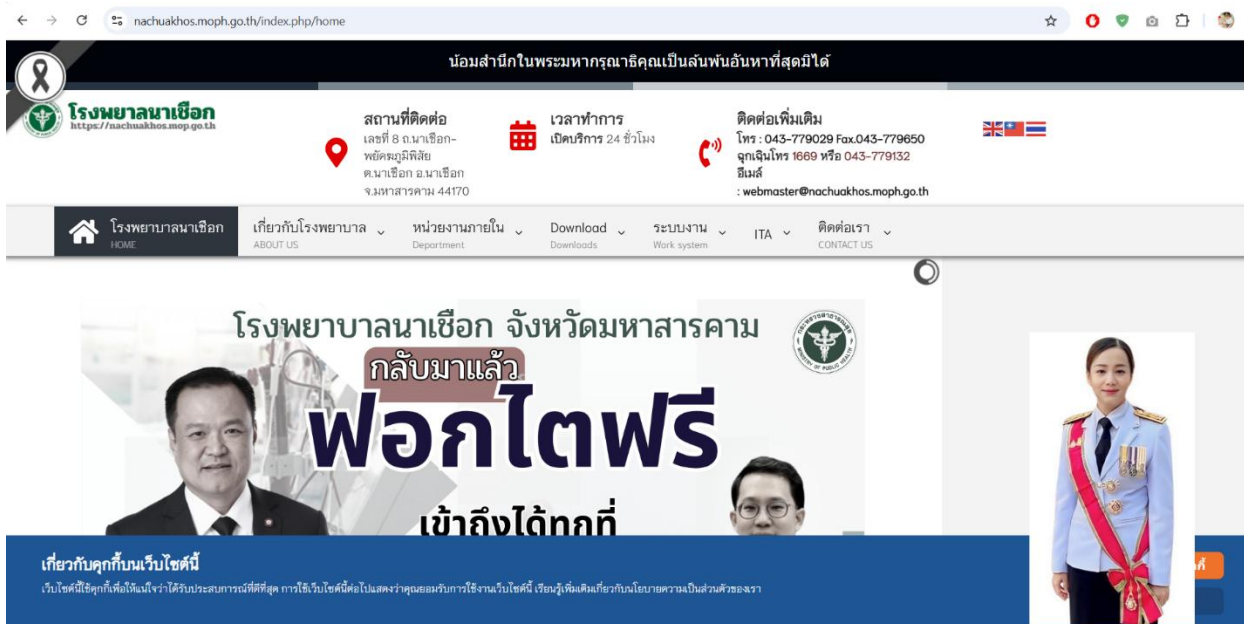 nachuakhos.moph.go.th/index.php/home
น้อมสำนึกในพระมหากรุณาธิคุณเป็นล้นพ้นอันหาที่สุดมิได้
โรงพยาลนาเชือก
https://nachuakhos.mop.go.th
สถานที่ติดต่อ
เลขที่ 8 ถ.นาเชือก-
พยัคฆภูมิพิสัย
ต.นาเชือก อ.นาเชือก
จ.มหาสารคาม 44170
เวลาทำการ
เปิดบริการ 24 ชั่วโมง
ติดต่อเพิ่มเติม
โทร : 043-779029 Fax.043-779650
ฉุกเฉินโทร 1669 หรือ 043-779132
อีเมล์
: webmaster@nachuakhos.moph.go.th
โรงพยาบาลนาเชือก
HOME
เกี่ยวกับโรงพยาบาล
ABOUT US
หน่วยงานภายใน
Department
Download
Downloads
ระบบงาน
Work system
ITA
ติดต่อเรา
CONTACT US
โรงพยาบาลนาเชือก จังหวัดมหาสารคาม
กลับมาแล้ว
ฟอกไตฟรี
เข้าถึงได้ทุกที่
กระทรวงสาธารณสุข
MINISTRY OF PUBLIC HEALTH
เกี่ยวกับคุกกี้บนเว็บไซต์นี้
เว็บไซต์นี้ใช้คุกกี้เพื่อให้แน่ใจว่าได้รับประสบการณ์ที่ดีที่สุด การใช้เว็บไซต์นี้ต่อไปแสดงว่าคุณยอมรับการใช้งานเว็บไซต์นี้ เรียนรู้เพิ่มเติมเกี่ยวกับนโยบายความเป็นส่วนตัวของเรา